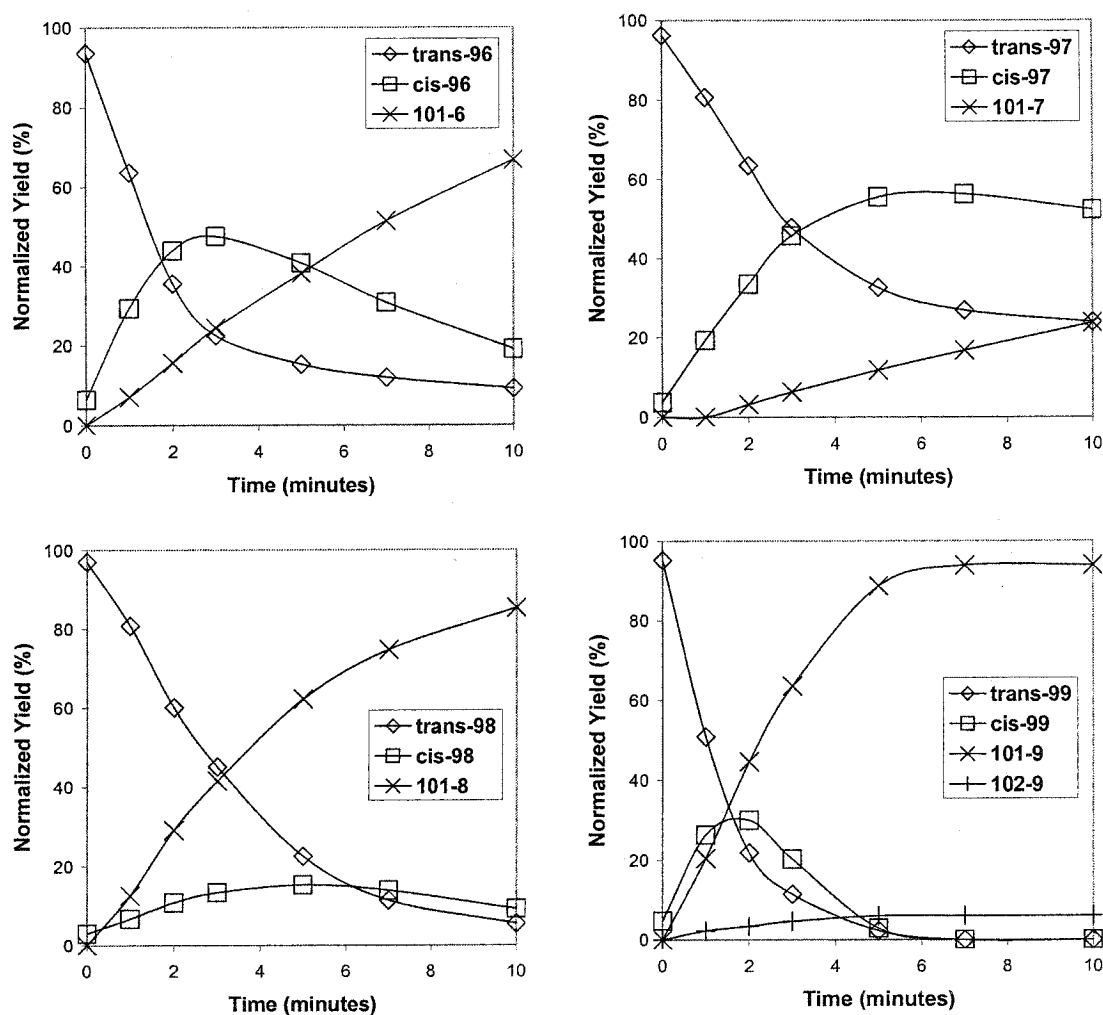 100
80
60
40
20
0
Normalized Yield (%)
trans-96
cis-96
101-6
0 2 4 6 8 10
Time (minutes)
100
80
60
40
20
0
Normalized Yield (%)
trans-97
cis-97
101-7
0 2 4 6 8 10
Time (minutes)
100
80
60
40
20
0
Normalized Yield (%)
trans-98
cis-98
101-8
0 2 4 6 8 10
Time (minutes)
100
80
60
40
20
0
Normalized Yield (%)
trans-99
cis-99
101-9
102-9
0 2 4 6 8 10
Time (minutes)